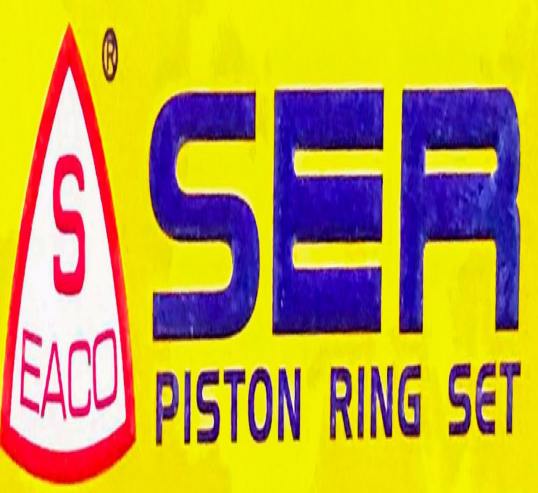 ®
S
EACO
SER
PISTON RING SET